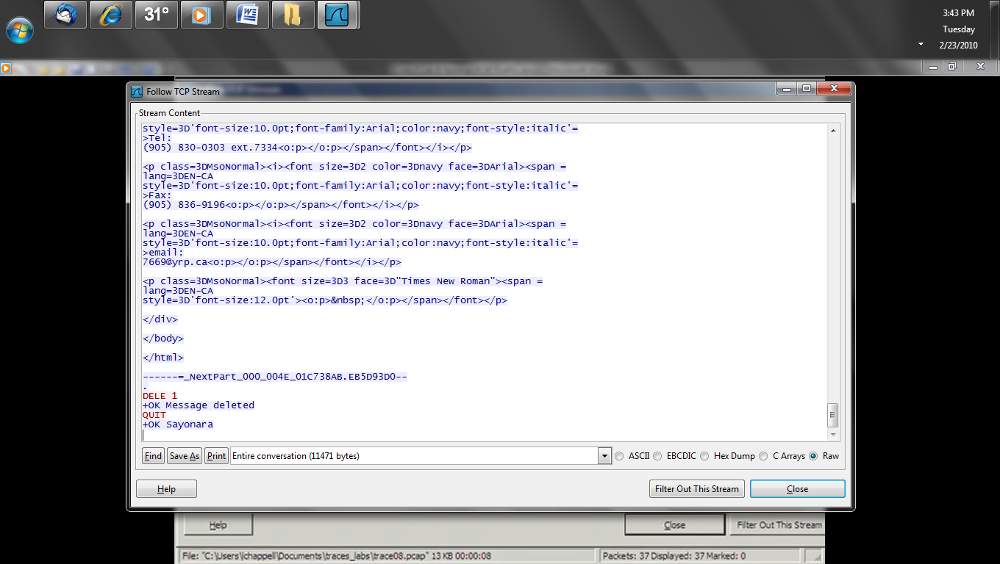 31°
3:43 PM
Tuesday
2/23/2010
Follow TCP Stream
Stream Content
style=3D'font-size:10.0pt;font-family:Arial;color:navy;font-style:italic'=
>Tel:
(905) 830-0303 ext.7334<o:p></o:p></span></font></i></p>
<p class=3DMsoNormal><i><font size=3D2 color=3Dnavy face=3DArial><span =
lang=3DEN-CA
style=3D'font-size:10.0pt;font-family:Arial;color:navy;font-style:italic'=
>Fax:
(905) 836-9196<o:p></o:p></span></font></i></p>
<p class=3DMsoNormal><i><font size=3D2 color=3Dnavy face=3DArial><span =
lang=3DEN-CA
style=3D'font-size:10.0pt;font-family:Arial;color:navy;font-style:italic'=
>email:
7669@yrp.ca<o:p></o:p></span></font></i></p>
<p class=3DMsoNormal><font size=3D3 face=3D"Times New Roman"><span =
lang=3DEN-CA
style=3D'font-size:12.0pt'><o:p>&nbsp;</o:p></span></font></p>
</div>
</body>
</html>
------=_NextPart_000_004E_01C738AB.EB5D93D0--
.
DELE 1
+OK Message deleted
QUIT
+OK Sayonara
Find Save As Print Entire conversation (11471 bytes) ASCII EBCDIC Hex Dump C Arrays Raw
Help Filter Out This Stream Close
Help Close Filter Out This Stream
File: "C:\Users\lchappell\Documents\traces_labs\trace08.pcap" 13 KB 00:00:08 Packets: 37 Displayed: 37 Marked: 0